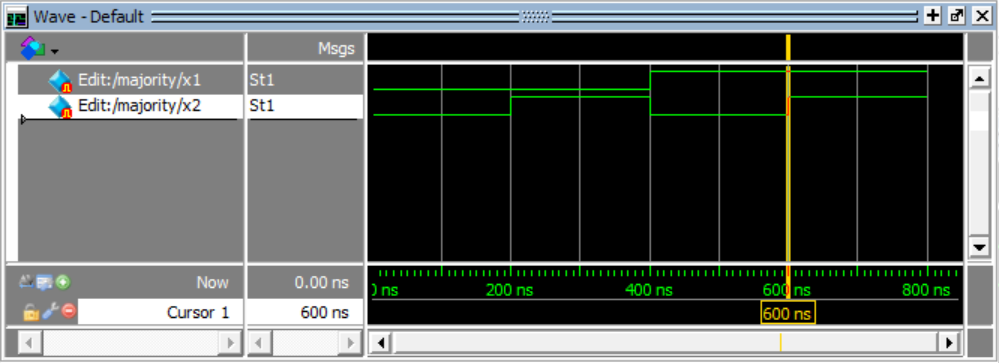 Wave - Default
Msgs
Edit:/majority/x1 St1
Edit:/majority/x2 St1
Now 0.00 ns
Cursor 1 600 ns
ns 200 ns 400 ns 600 ns 800 ns
600 ns